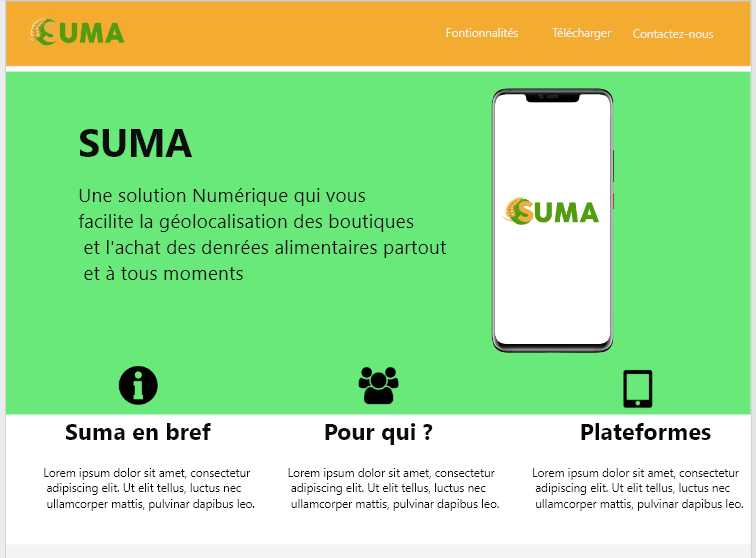 SUMA
Fontionnalités
Télécharger
Contactez-nous
SUMA
Une solution Numérique qui vous
facilite la géolocalisation des boutiques
et l'achat des denrées alimentaires partout
et à tous moments
SUMA
Suma en bref
Pour qui ?
Plateformes
Lorem ipsum dolor sit amet, consectetur
adipiscing elit. Ut elit tellus, luctus nec
ullamcorper mattis, pulvinar dapibus leo.
Lorem ipsum dolor sit amet, consectetur
adipiscing elit. Ut elit tellus, luctus nec
ullamcorper mattis, pulvinar dapibus leo.
Lorem ipsum dolor sit amet, consectetur
adipiscing elit. Ut elit tellus, luctus nec
ullamcorper mattis, pulvinar dapibus leo.